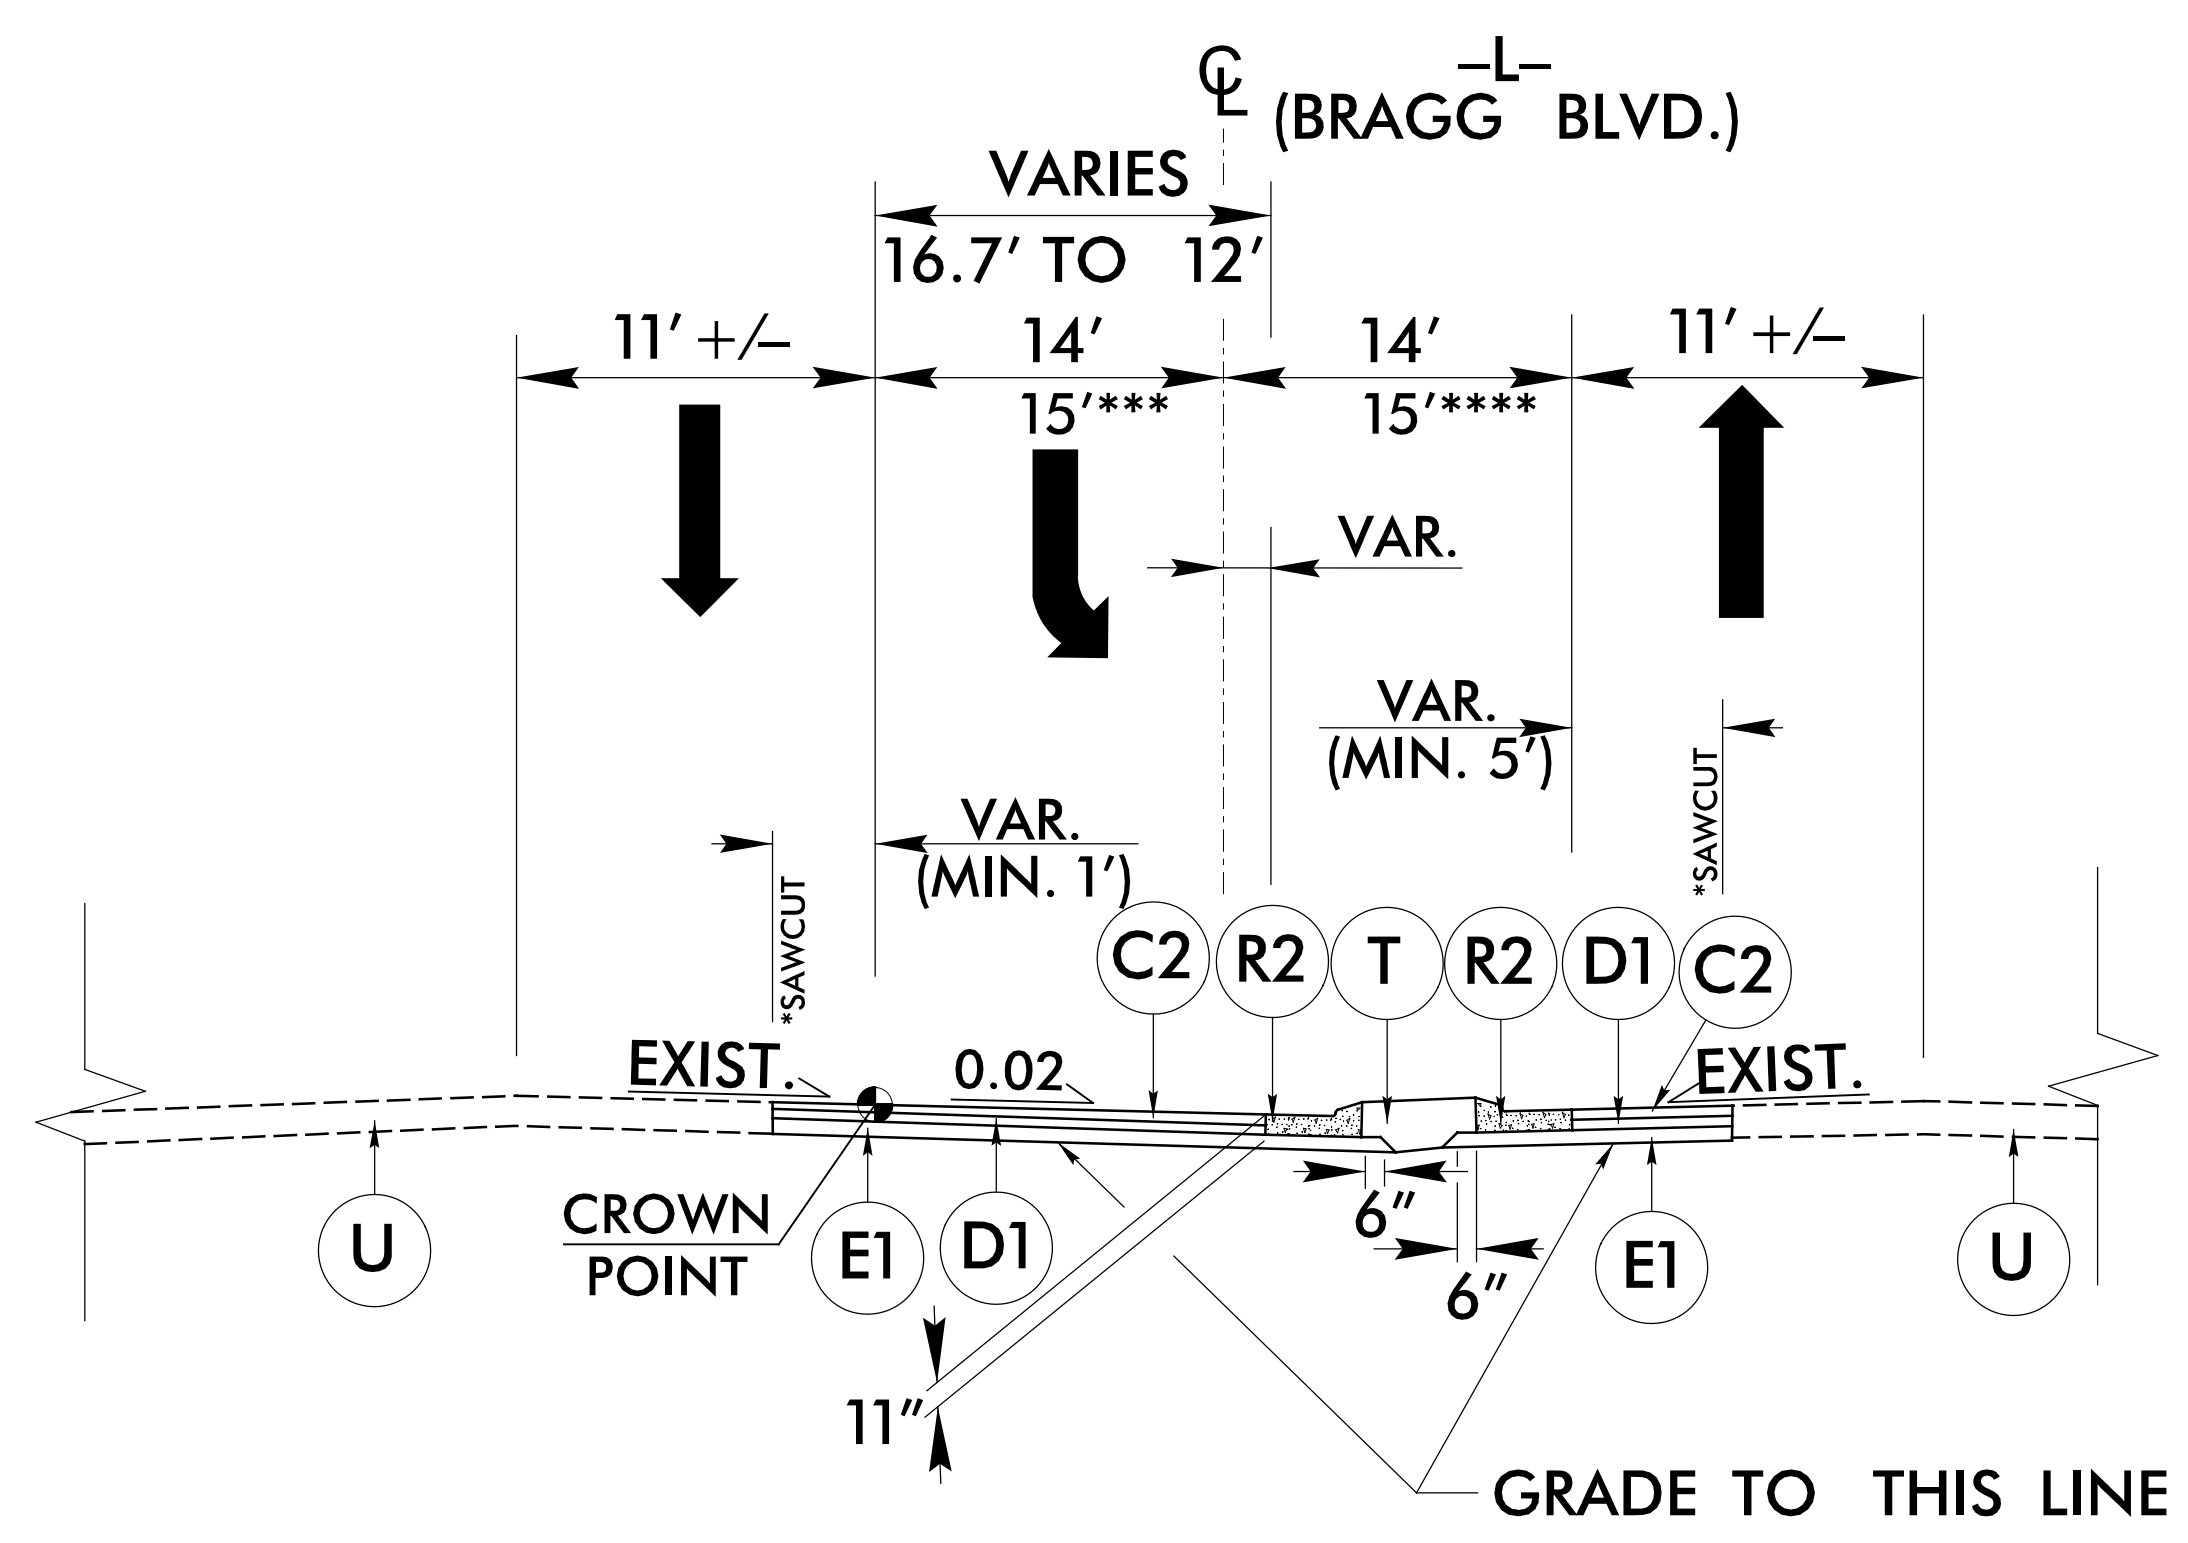 CL –L–
(BRAGG BLVD.)
VARIES
16.7' TO 12'
11' +/– 14' 14' 11' +/–
15'*** 15'****
VAR.
VAR.
(MIN. 5')
*SAWCUT
VAR.
(MIN. 1')
*SAWCUT
C2 R2 T R2 D1 C2
EXIST. 0.02 EXIST.
CROWN
POINT
U E1 D1 6" E1 U
6"
11"
GRADE TO THIS LINE